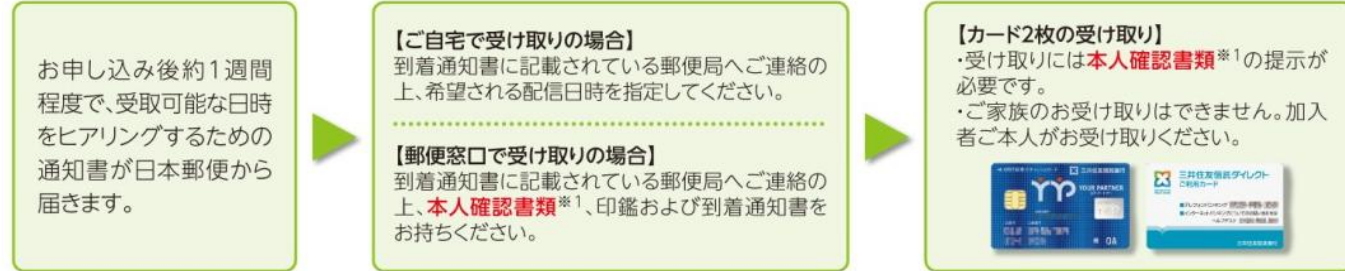 お申し込み後約1週間
程度で、受取可能な日時
をヒアリングするための
通知書が日本郵便から
届きます。
【ご自宅で受け取りの場合】
到着通知書に記載されている郵便局へご連絡の
上、希望される配信日時を指定してください。
【郵便窓口で受け取りの場合】
到着通知書に記載されている郵便局へご連絡の
上、本人確認書類※1、印鑑および到着通知書を
お持ちください。
【カード2枚の受け取り】
・受け取りには本人確認書類※1の提示が
必要です。
・ご家族のお受け取りはできません。加入
者ご本人がお受け取りください。
YOUR PARTNER
三井住友信託ダイレクト
ご利用カード